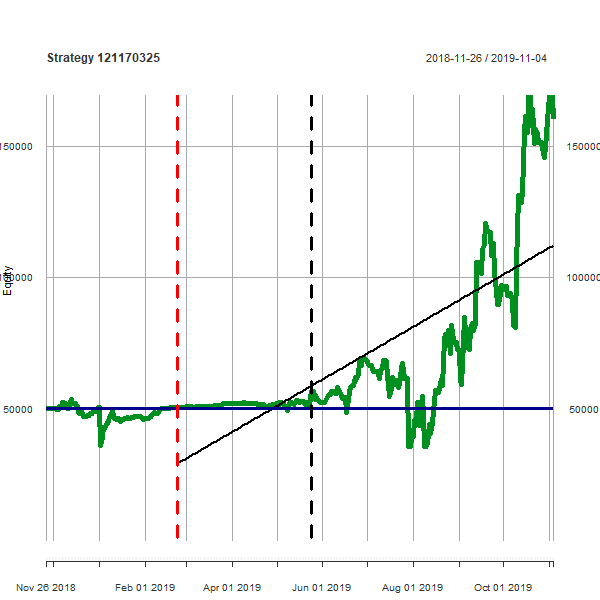 Strategy 121170325
2018-11-26 / 2019-11-04
150000
150000
Equity
100000
100000
50000
50000
Nov 26 2018
Feb 01 2019
Apr 01 2019
Jun 01 2019
Aug 01 2019
Oct 01 2019